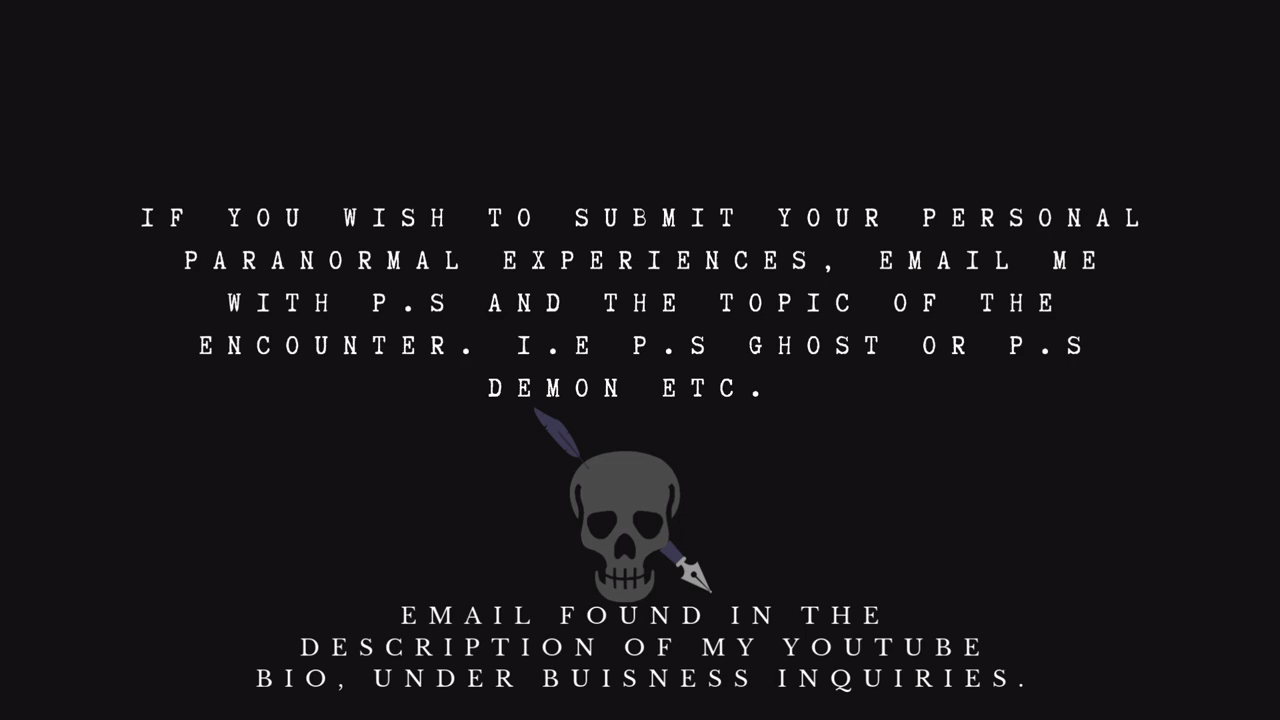 IF YOU WISH TO SUBMIT YOUR PERSONAL
PARANORMAL EXPERIENCES, EMAIL ME
WITH P.S AND THE TOPIC OF THE
ENCOUNTER. I.E P.S GHOST OR P.S
DEMON ETC.
EMAIL FOUND IN THE
DESCRIPTION OF MY YOUTUBE
BIO, UNDER BUISNESS INQUIRIES.